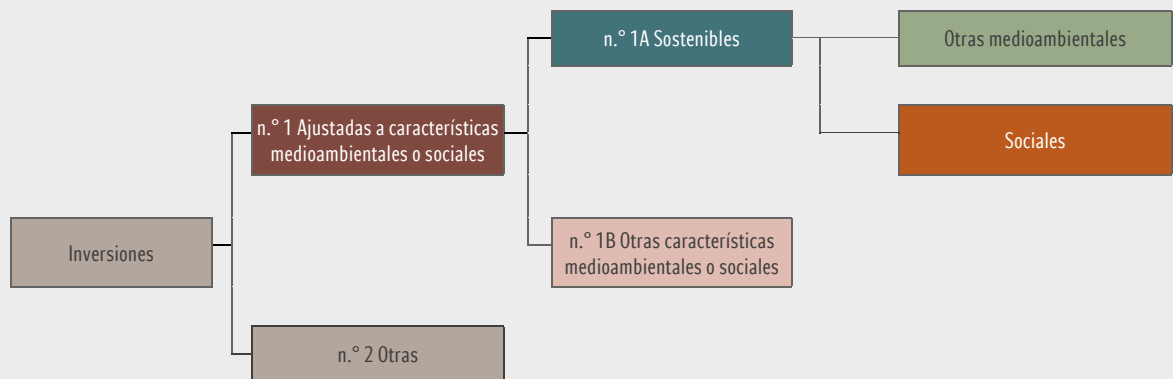 n.° 1A Sostenibles
Otras medioambientales
n.° 1 Ajustadas a características
medioambientales o sociales
Sociales
Inversiones
n.° 1B Otras características
medioambientales o sociales
n.° 2 Otras